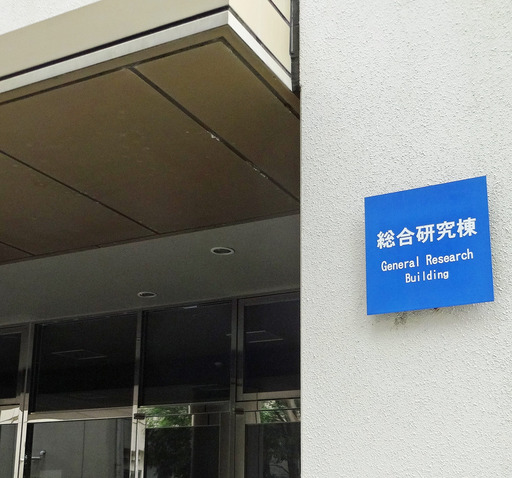 総合研究棟
General Research
Building